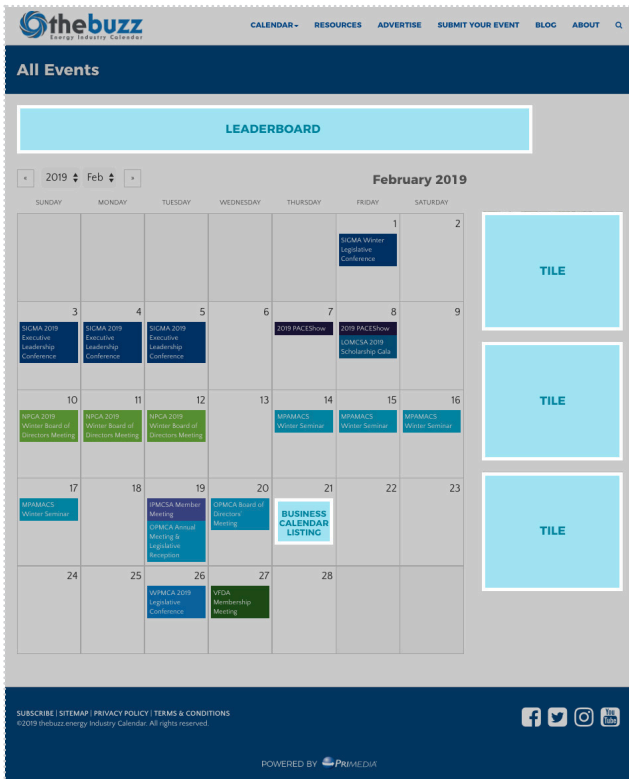 thebuzz
Energy Industry Calendar
CALENDAR RESOURCES ADVERTISE SUBMIT YOUR EVENT BLOG ABOUT
All Events
LEADERBOARD
« 2019 Feb »
February 2019
SUNDAY MONDAY TUESDAY WEDNESDAY THURSDAY FRIDAY SATURDAY
1 2
SIGMA Winter
Legislative
Conference
TILE
3 4 5 6 7 8 9
SIGMA 2019 SIGMA 2019 SIGMA 2019 2019 PACEShow 2019 PACEShow
Executive Executive Executive LOMCSA 2019
Leadership Leadership Leadership Scholarship Gala
Conference Conference Conference
TILE
10 11 12 13 14 15 16
NPGA 2019 NPGA 2019 NPGA 2019 MPAMACS MPAMACS MPAMACS
Winter Board of Winter Board of Winter Board of Winter Seminar Winter Seminar Winter Seminar
Directors Meeting Directors Meeting Directors Meeting
17 18 19 20 21 22 23
MPAMACS
Winter Seminar
IPMCSA Member
Meeting
OPMCA Annual
Meeting &
Legislative
Reception
OPMCA Board of
Directors'
Meeting
BUSINESS
CALENDAR
LISTING
TILE
24 25 26 27 28
WPMCA 2019
Legislative
Conference
VFDA
Membership
Meeting
SUBSCRIBE | SITEMAP | PRIVACY POLICY | TERMS & CONDITIONS
©2019 thebuzz.energy Industry Calendar. All rights reserved.
You
Tube
POWERED BY PRIMEDIA